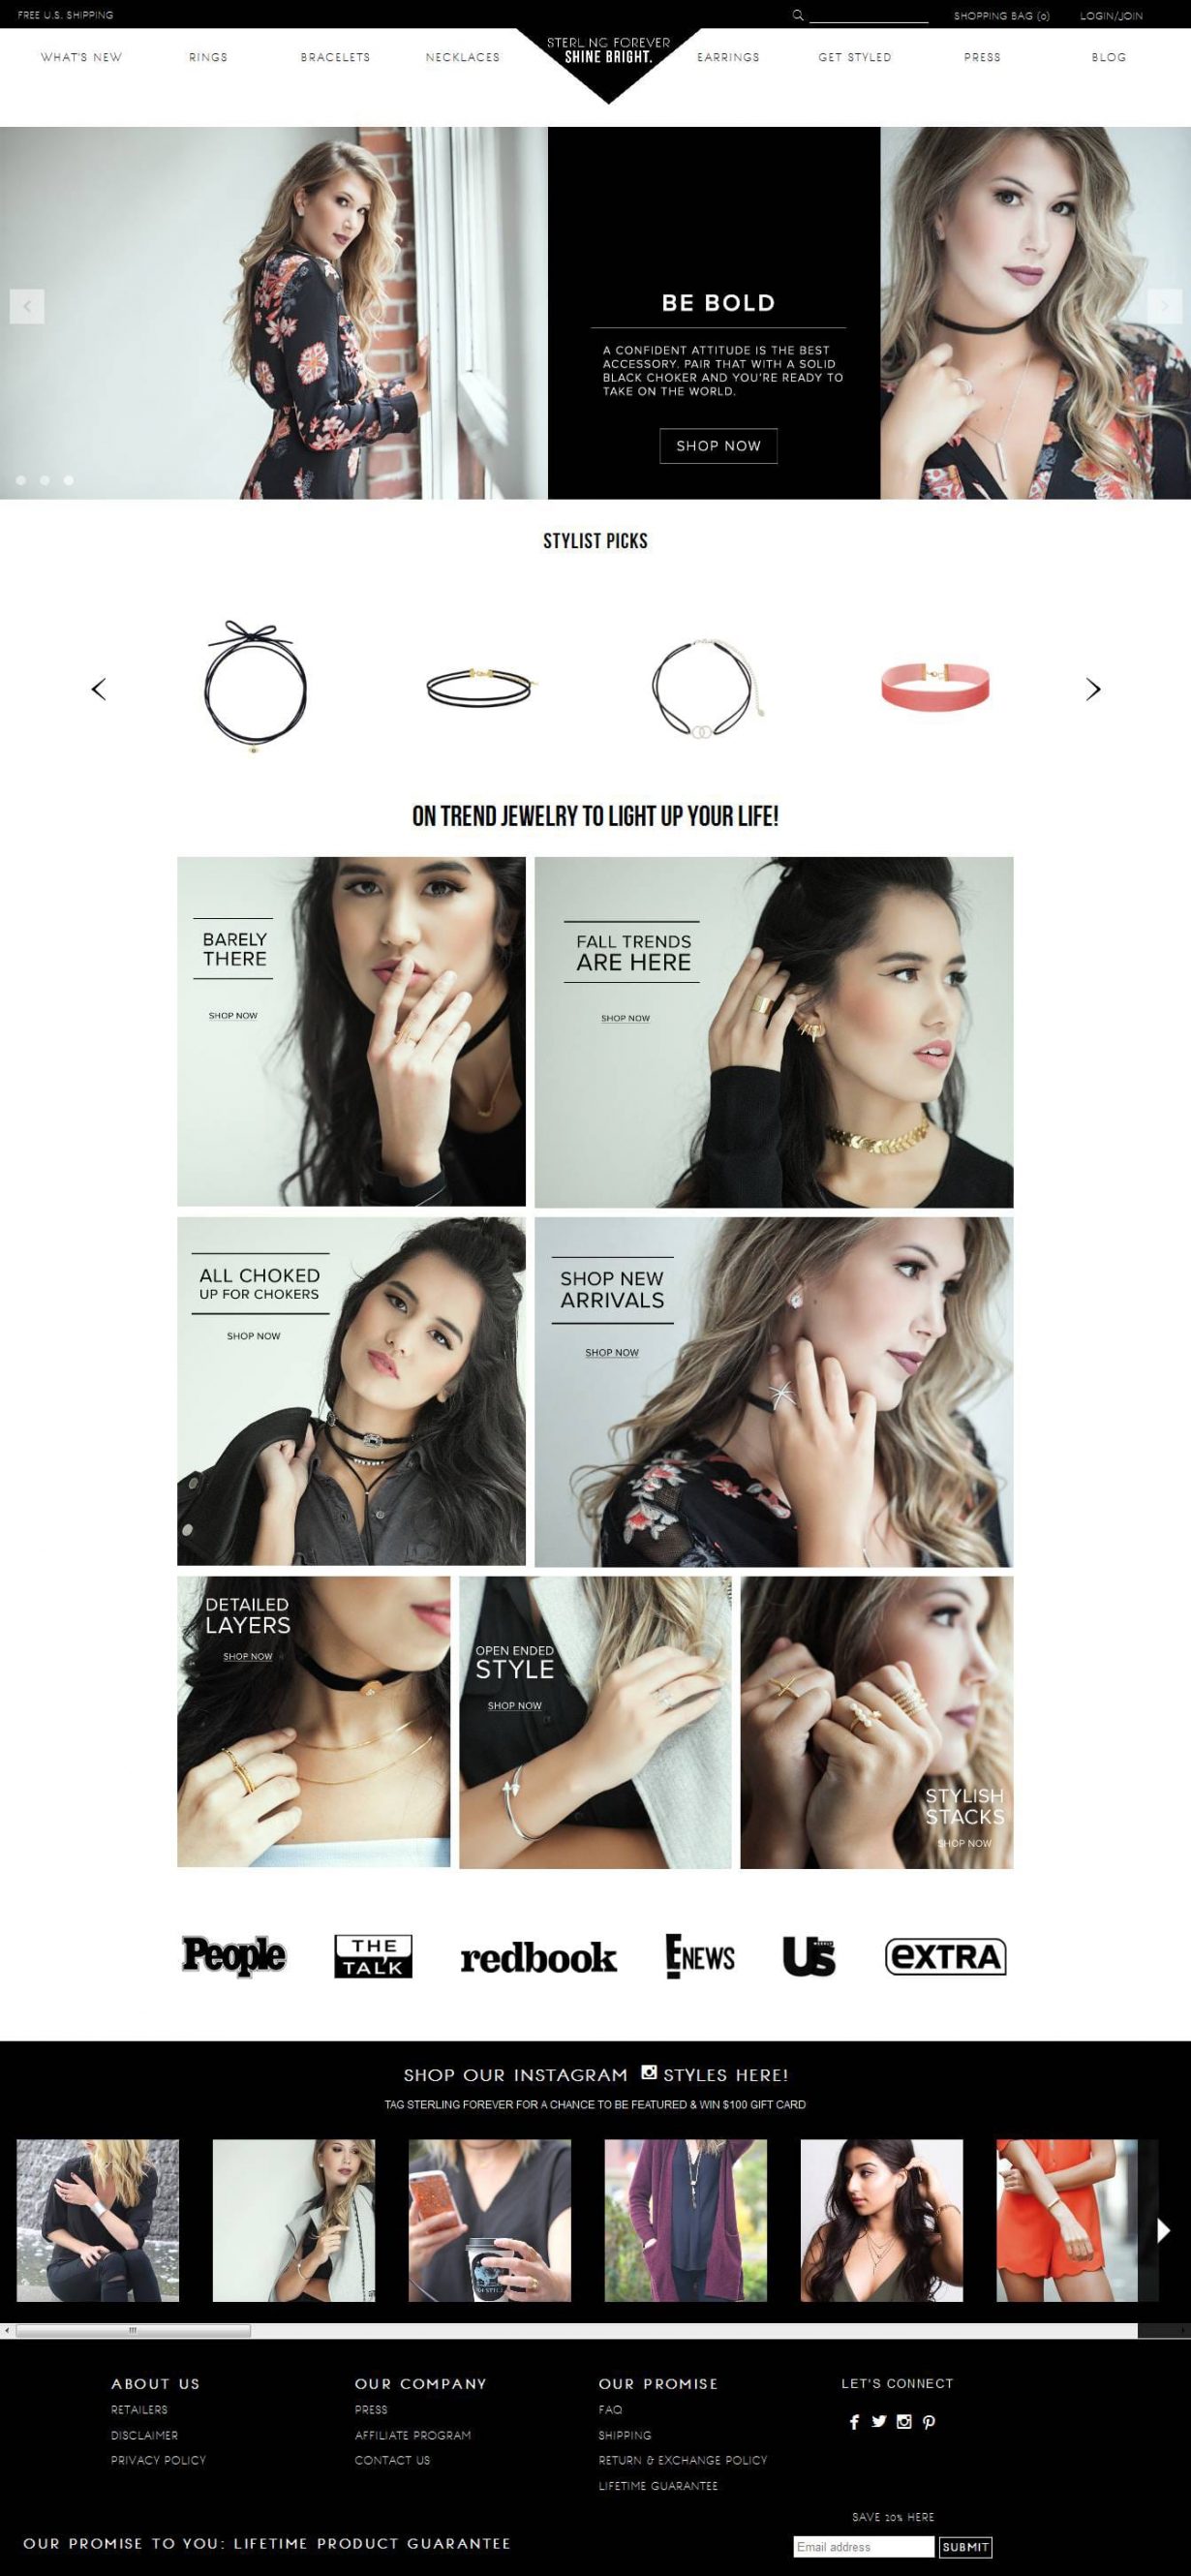 FREE U.S. SHIPPING
SHOPPING BAG (0)
LOGIN/JOIN
WHAT'S NEW
RINGS
BRACELETS
NECKLACES
STERLING FOREVER
SHINE BRIGHT.
EARRINGS
GET STYLED
PRESS
BLOG
BE BOLD
A CONFIDENT ATTITUDE IS THE BEST
ACCESSORY. PAIR THAT WITH A SOLID
BLACK CHOKER AND YOU'RE READY TO
TAKE ON THE WORLD.
SHOP NOW
STYLIST PICKS
ON TREND JEWELRY TO LIGHT UP YOUR LIFE!
BARELY
THERE
SHOP NOW
FALL TRENDS
ARE HERE
SHOP NOW
ALL CHOKED
UP FOR CHOKERS
SHOP NOW
SHOP NEW
ARRIVALS
SHOP NOW
DETAILED
LAYERS
SHOP NOW
OPEN ENDED
STYLE
SHOP NOW
STYLISH
STACKS
SHOP NOW
People
THE
TALK
redbook
E NEWS
Us
eXTRA
SHOP OUR INSTAGRAM STYLES HERE!
TAG STERLING FOREVER FOR A CHANCE TO BE FEATURED & WIN $100 GIFT CARD
ABOUT US
RETAILERS
DISCLAIMER
PRIVACY POLICY
OUR COMPANY
PRESS
AFFILIATE PROGRAM
CONTACT US
OUR PROMISE
FAQ
SHIPPING
RETURN & EXCHANGE POLICY
LIFETIME GUARANTEE
LET'S CONNECT
SAVE 20% HERE
Email address
SUBMIT
OUR PROMISE TO YOU: LIFETIME PRODUCT GUARANTEE